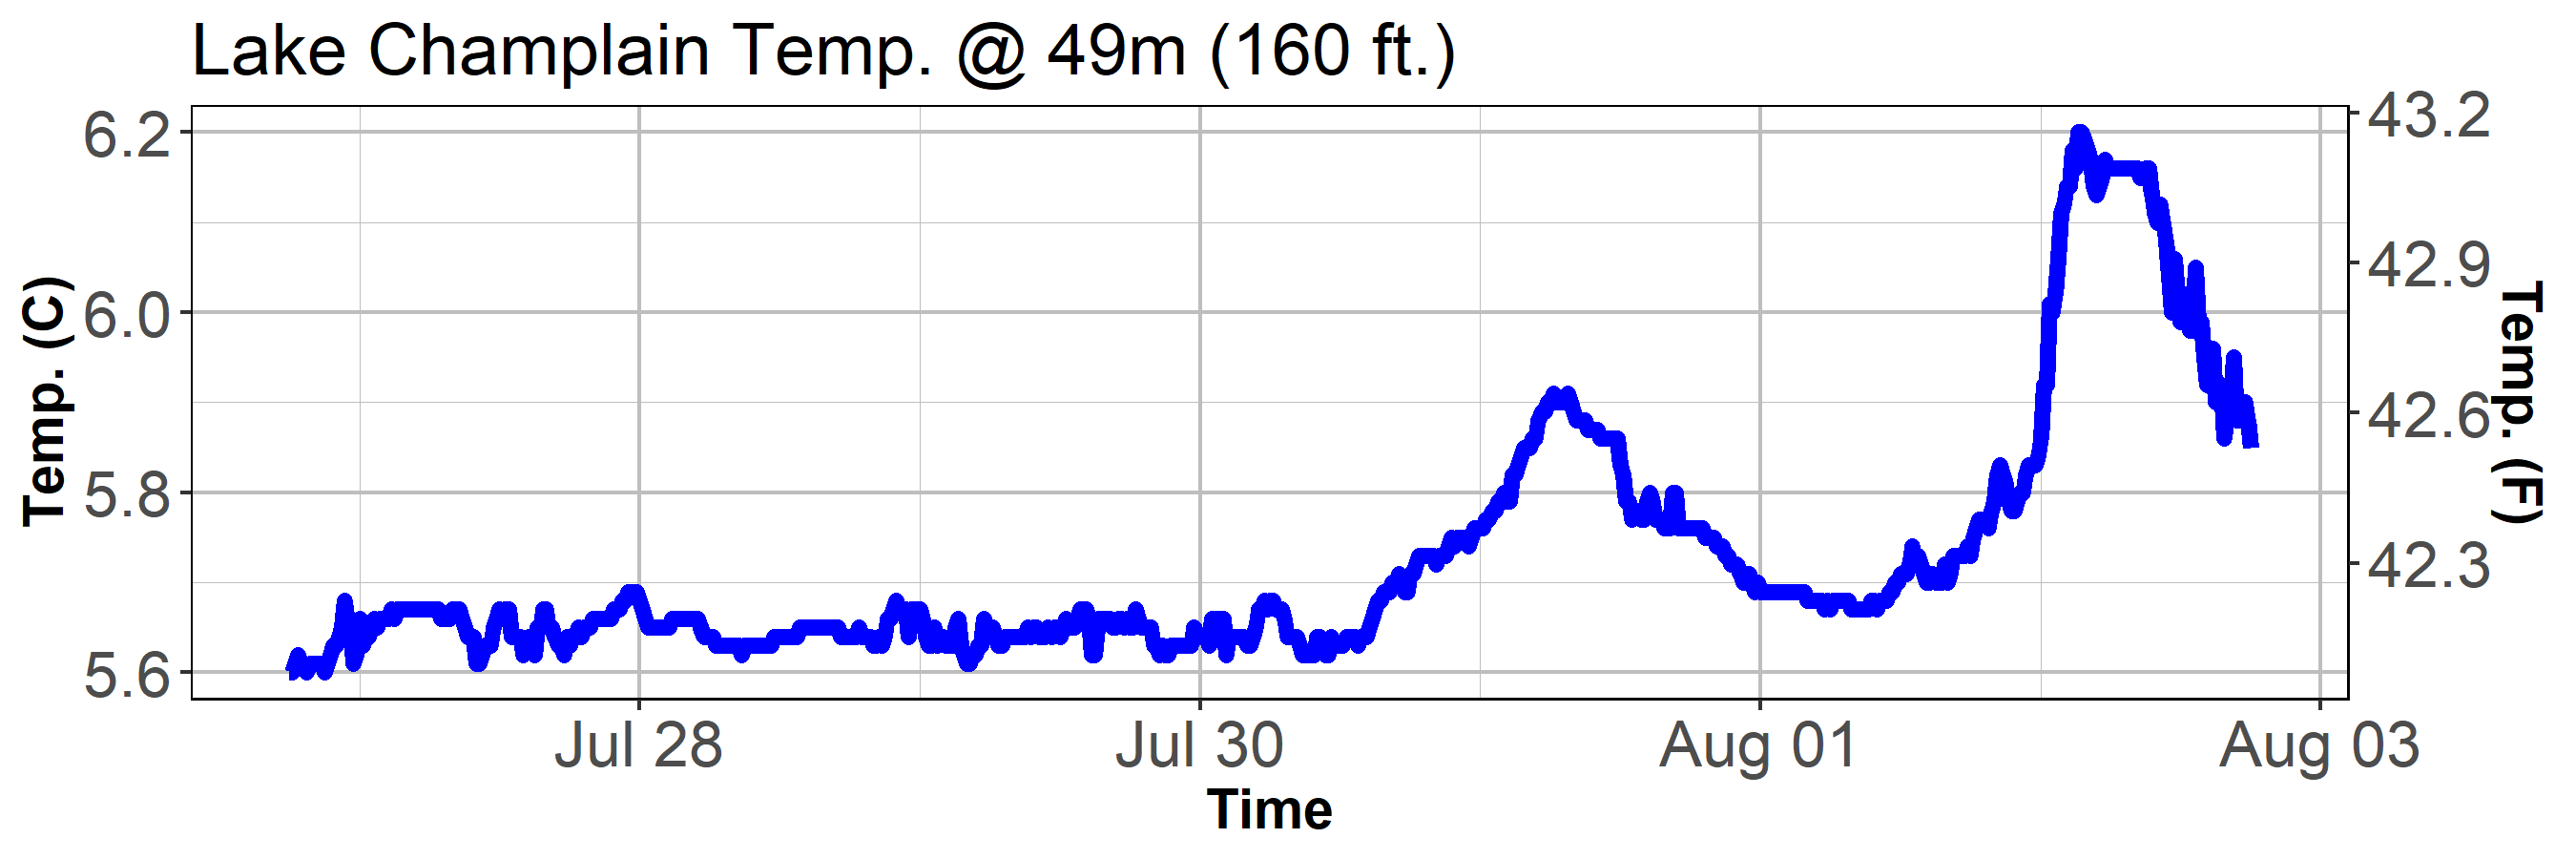 Lake Champlain Temp. @ 49m (160 ft.)
6.2
6.0
5.8
5.6
Temp. (C)
43.2
42.9
42.6
42.3
Temp. (F)
Jul 28
Jul 30
Aug 01
Aug 03
Time